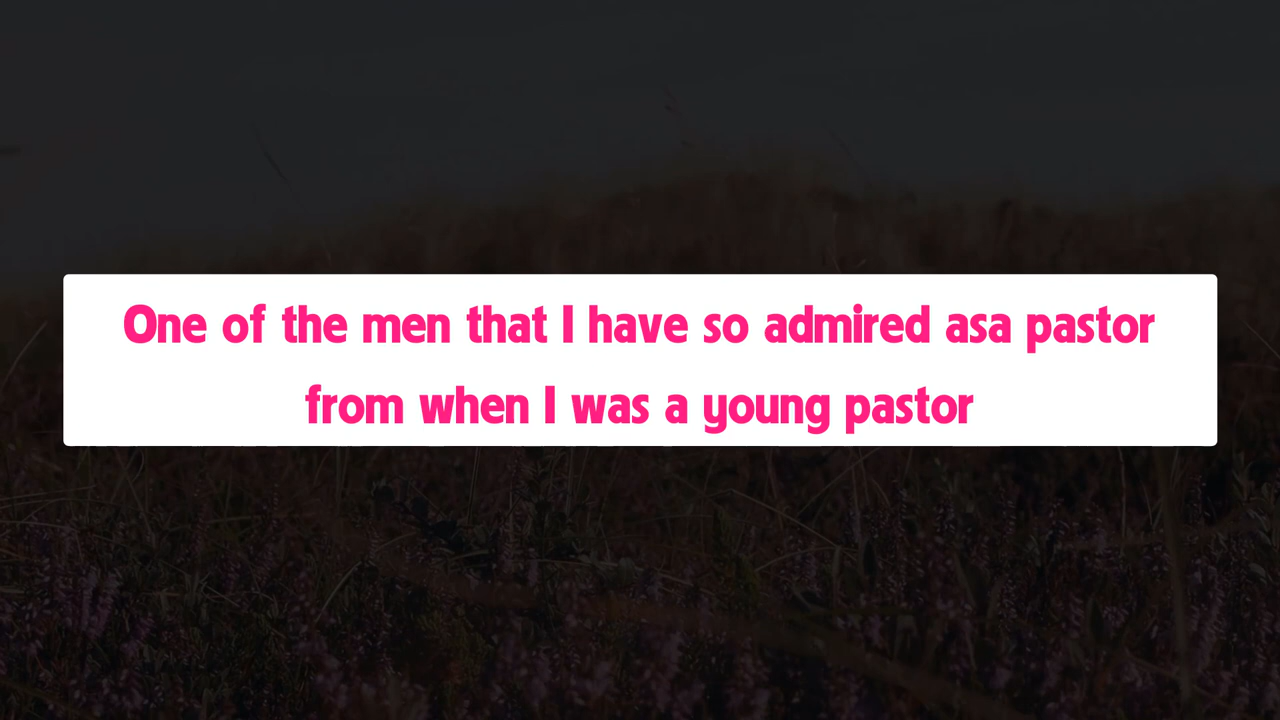 One of the men that I have so admired asa pastor
from when I was a young pastor